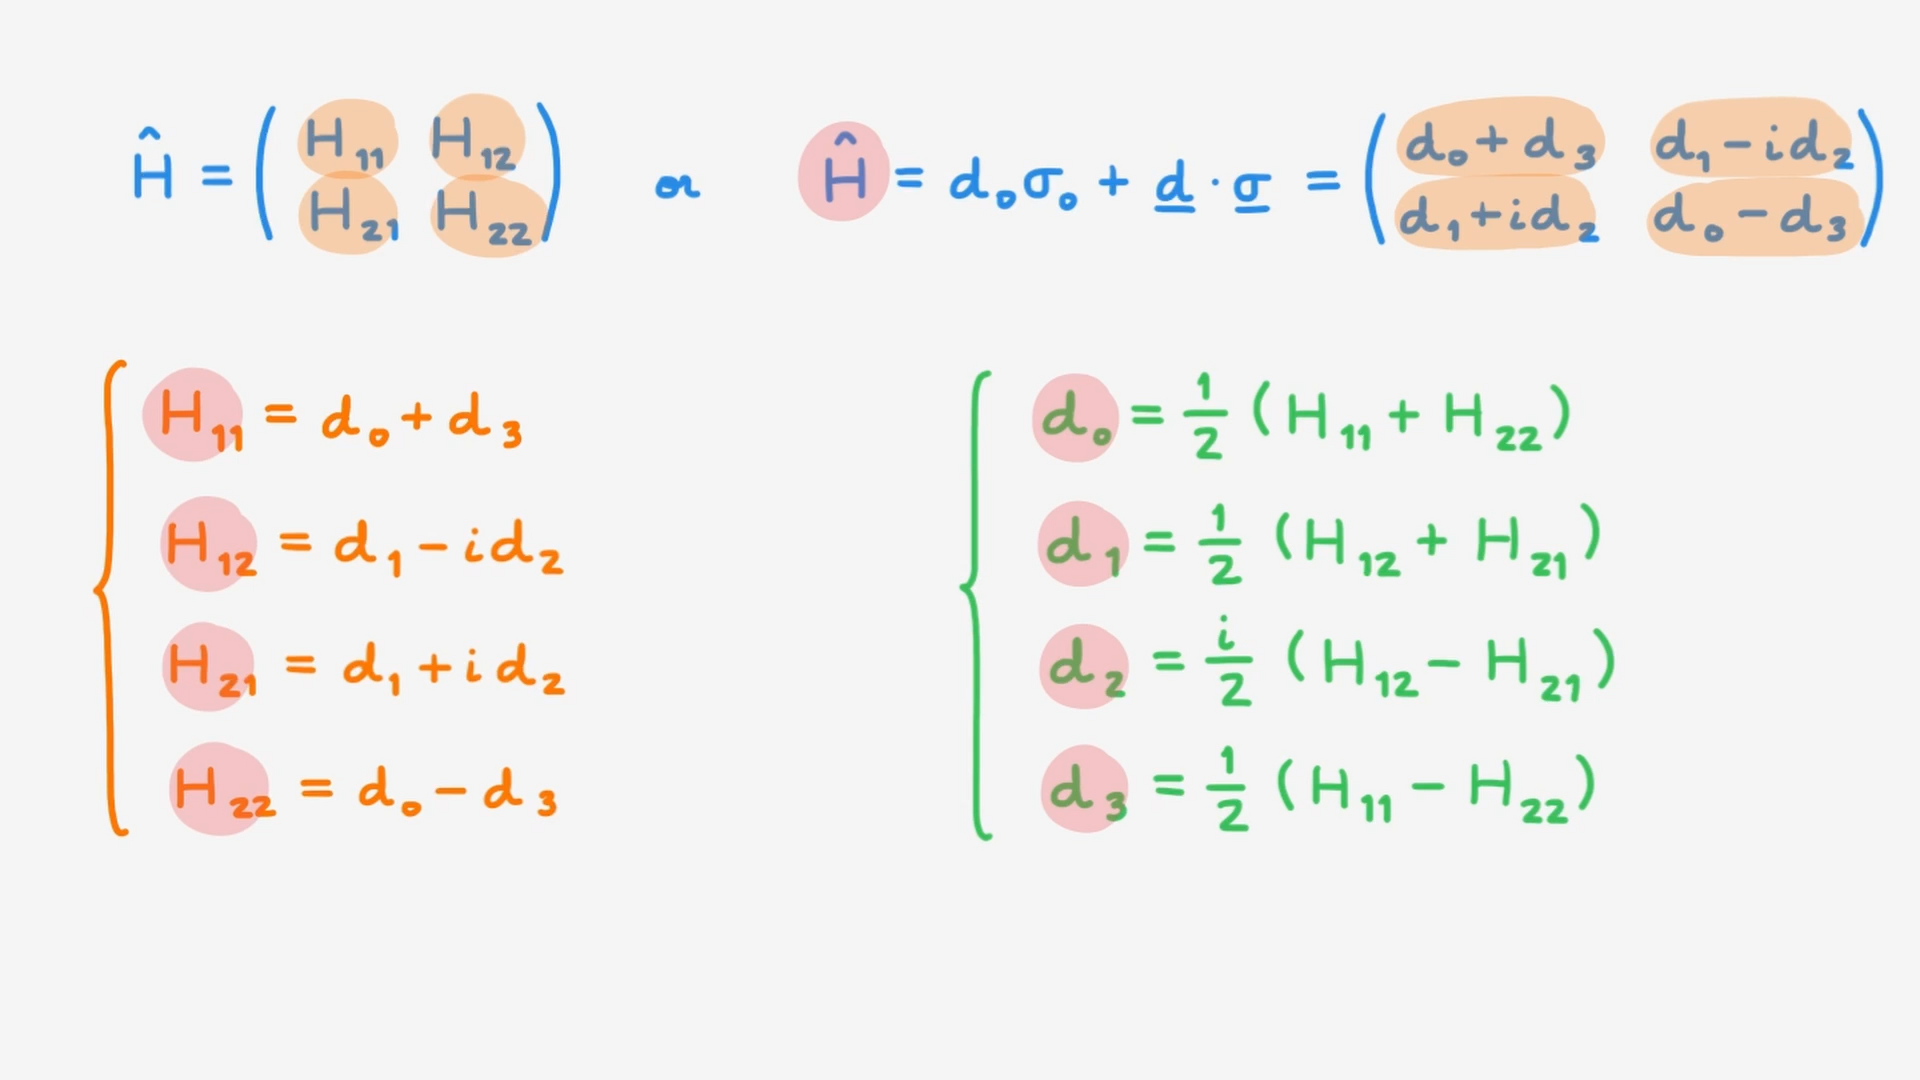 Ĥ = ( H₁₁ H₁₂ ; H₂₁ H₂₂ ) or Ĥ = d₀σ₀ + d̲ · σ̲ = ( d₀ + d₃ d₁ - id₂ ; d₁ + id₂ d₀ - d₃ )
H₁₁ = d₀ + d₃
H₁₂ = d₁ - id₂
H₂₁ = d₁ + id₂
H₂₂ = d₀ - d₃
d₀ = 1/2 (H₁₁ + H₂₂)
d₁ = 1/2 (H₁₂ + H₂₁)
d₂ = i/2 (H₁₂ - H₂₁)
d₃ = 1/2 (H₁₁ - H₂₂)